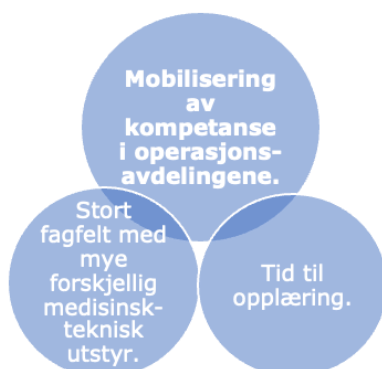 Mobilisering
av
kompetanse
i operasjons-
avdelingene.
Stort
fagfelt med
mye
forskjellig
medisinsk-
teknisk
utstyr.
Tid til
opplæring.